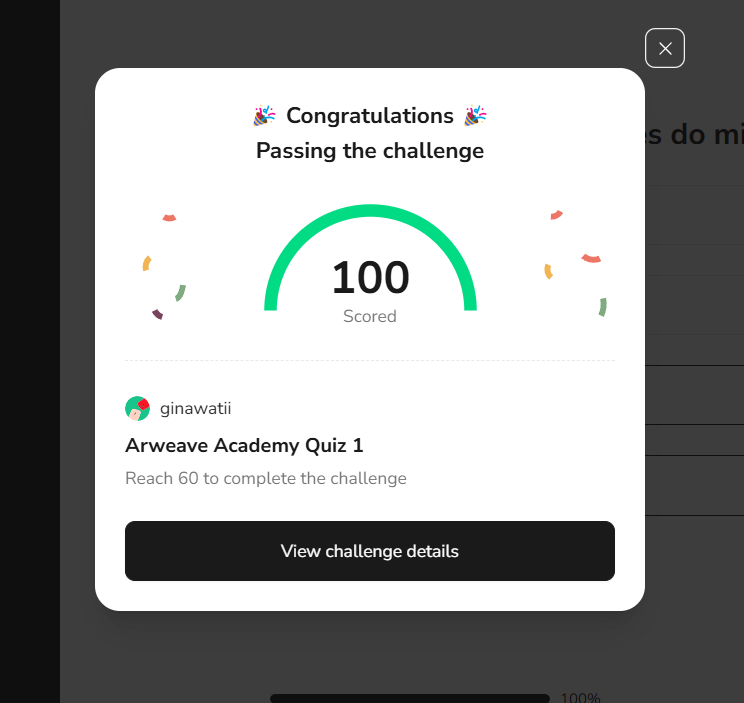 🎉 Congratulations 🎉
Passing the challenge
es do mi
100
Scored
ginawatii
Arweave Academy Quiz 1
Reach 60 to complete the challenge
View challenge details
100%